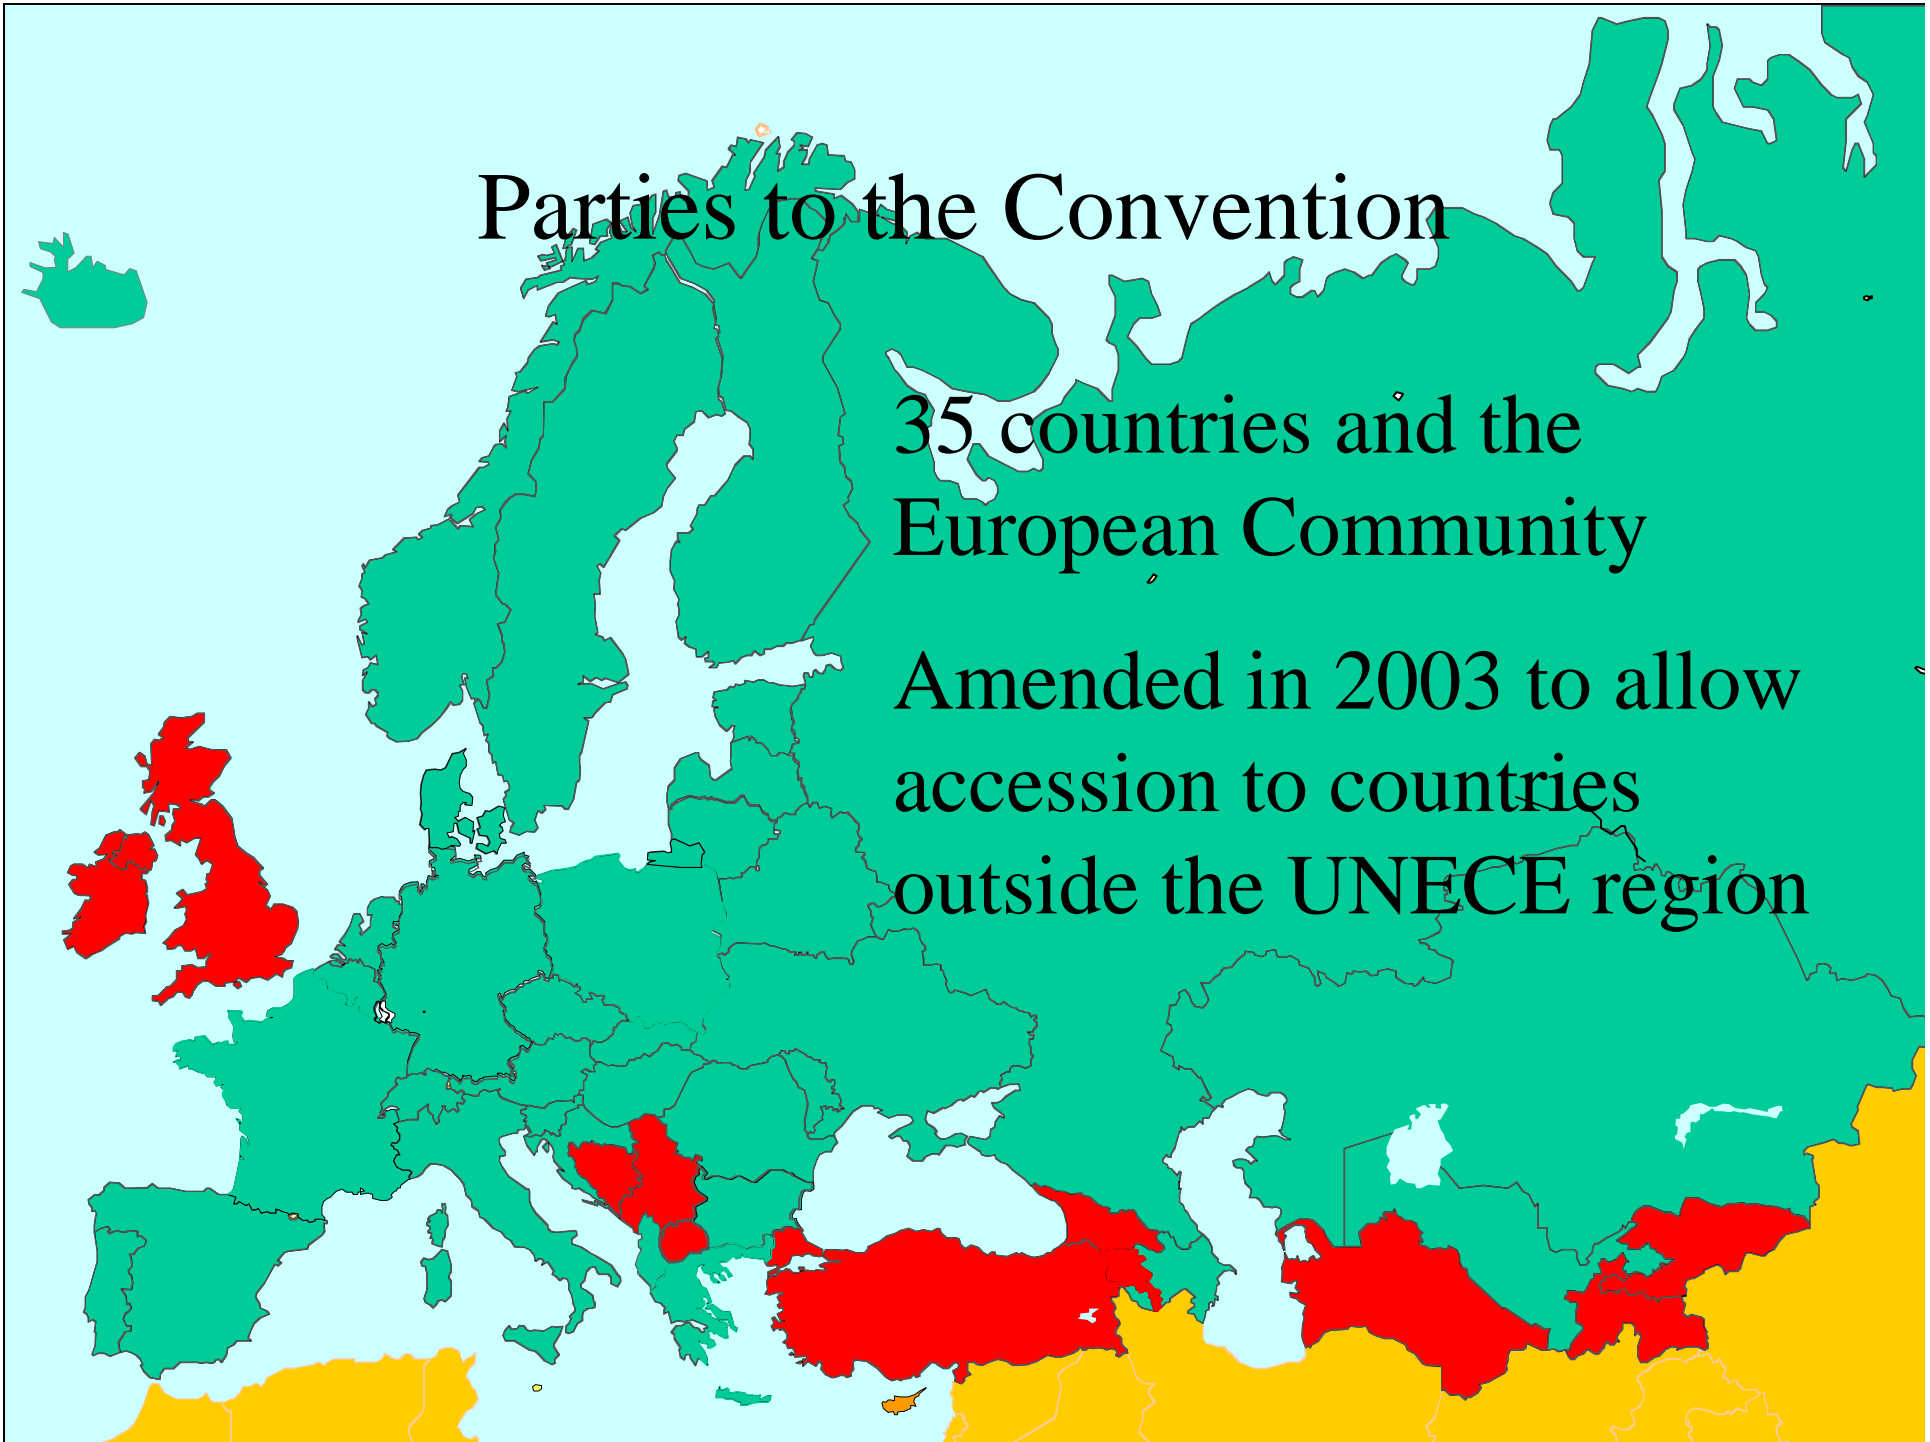 Parties to the Convention
35 countries and the
European Community
Amended in 2003 to allow
accession to countries
outside the UNECE region